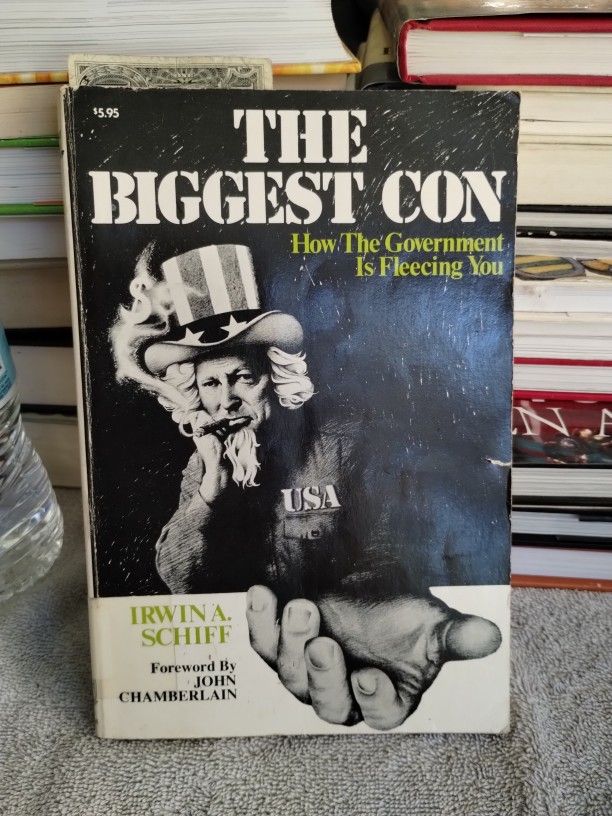 $5.95
THE
BIGGEST CON
How The Government
Is Fleecing You
USA
IRWIN A.
SCHIFF
Foreword By
JOHN
CHAMBERLAIN